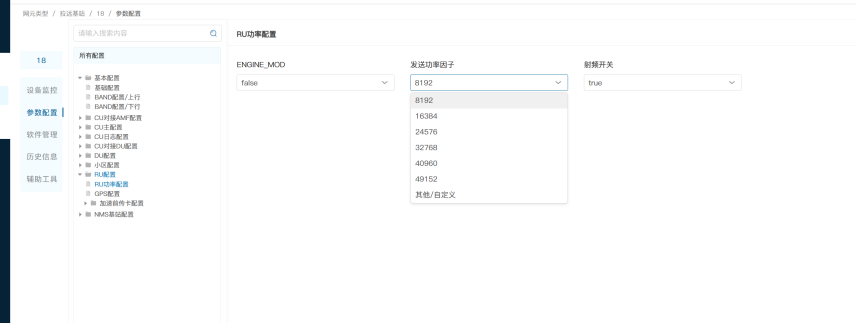 网元类型 / 拉远基站 / 18 / 参数配置
18
设备监控
参数配置
软件管理
历史信息
辅助工具
请输入搜索内容
所有配置
基本配置
基础配置
BAND配置/上行
BAND配置/下行
CU对接AMF配置
CU主配置
CU日志配置
CU对接DU配置
DU配置
小区配置
RU配置
RU功率配置
GPS配置
加速前传卡配置
NMS基站配置
RU功率配置
ENGINE_MOD
发送功率因子
射频开关
false
8192
true
8192
16384
24576
32768
40960
49152
其他/自定义